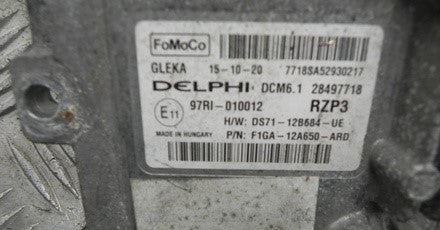 FoMoCo
GLEKA 15-10-20 7718SA52930217
DELPHI DCM6.1 28497718
E11 97RI-010012 RZP3
H/W: DS71-12B684-UE
MADE IN HUNGARY P/N: F1GA-12A650-ARD